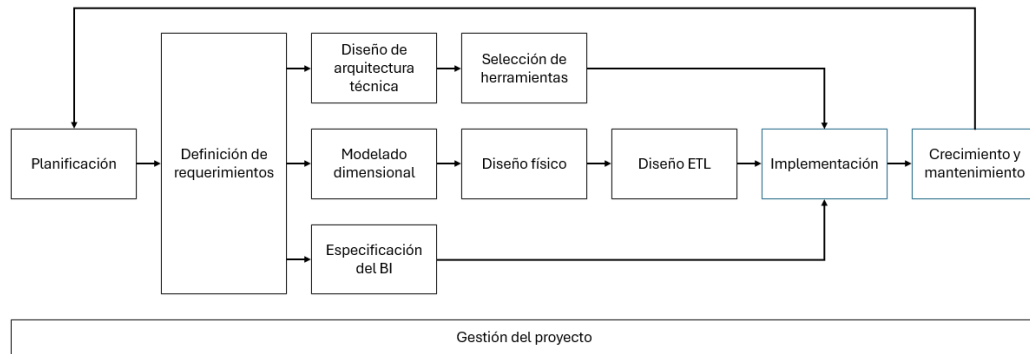 Planificación
Definición de
requerimientos
Diseño de
arquitectura
técnica
Selección de
herramientas
Modelado
dimensional
Diseño físico
Diseño ETL
Implementación
Crecimiento y
mantenimiento
Especificación
del BI
Gestión del proyecto